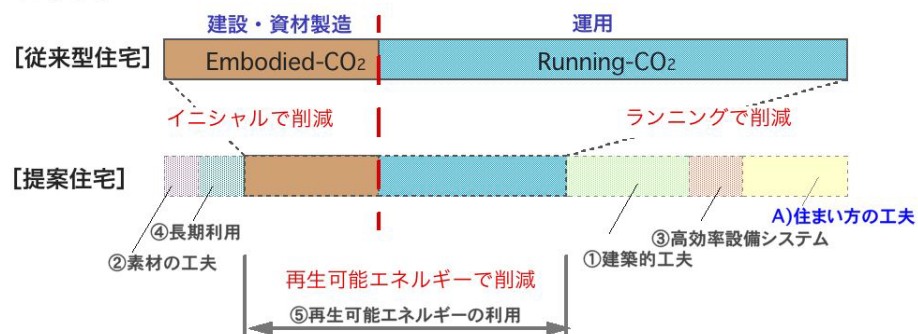 建設・資材製造 運用
[従来型住宅] Embodied-CO₂ Running-CO₂
イニシャルで削減 ランニングで削減
[提案住宅]
A)住まい方の工夫
④長期利用 ③高効率設備システム
②素材の工夫 ①建築的工夫
再生可能エネルギーで削減
⑤再生可能エネルギーの利用